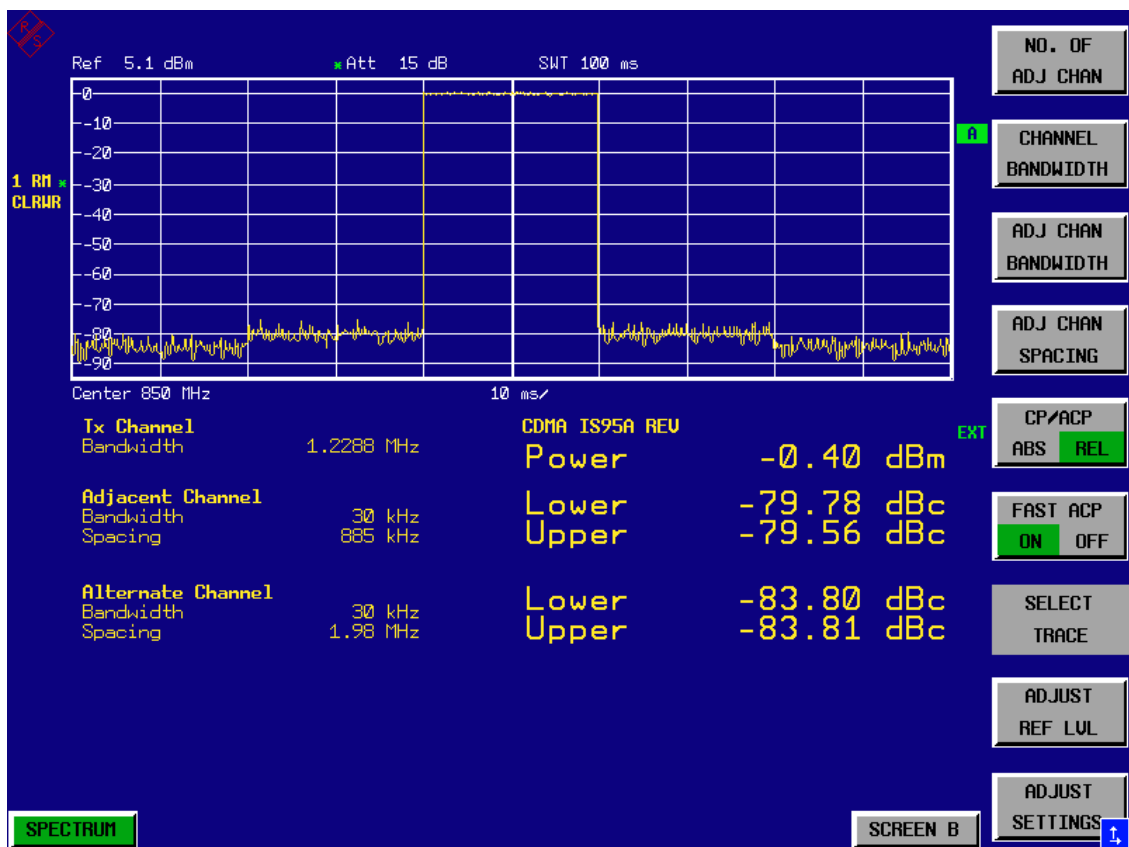 R
S
NO. OF
ADJ CHAN
Ref 5.1 dBm *Att 15 dB SWT 100 ms
-0
-10
-20
-30
-40
-50
-60
-70
-80
-90
A
1 RM *
CLRWR
CHANNEL
BANDWIDTH
ADJ CHAN
BANDWIDTH
ADJ CHAN
SPACING
Center 850 MHz 10 ms/
Tx Channel CDMA IS95A REV
Bandwidth 1.2288 MHz
Power -0.40 dBm
EXT
CP/ACP
ABS REL
Adjacent Channel
Bandwidth 30 kHz
Spacing 885 kHz
Lower -79.78 dBc
Upper -79.56 dBc
FAST ACP
ON OFF
Alternate Channel
Bandwidth 30 kHz
Spacing 1.98 MHz
Lower -83.80 dBc
Upper -83.81 dBc
SELECT
TRACE
ADJUST
REF LVL
ADJUST
SETTINGS
SPECTRUM
SCREEN B